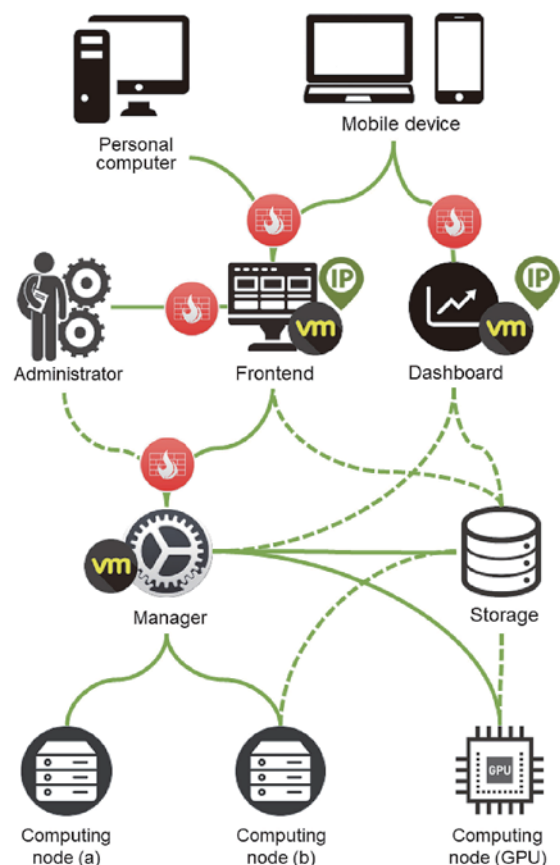 Personal
computer
Mobile device
IP
IP
vm
vm
Administrator
Frontend
Dashboard
vm
Manager
Storage
GPU
Computing
node (a)
Computing
node (b)
Computing
node (GPU)